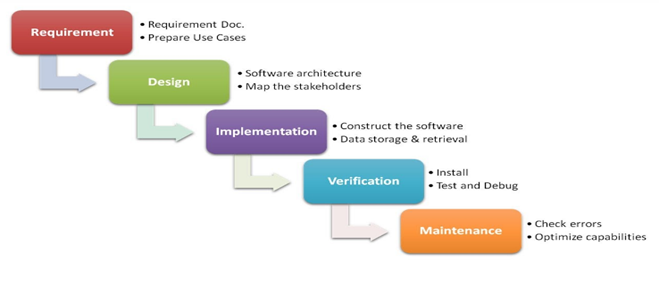 Requirement
• Requirement Doc.
• Prepare Use Cases
Design
• Software architecture
• Map the stakeholders
Implementation
• Construct the software
• Data storage & retrieval
Verification
• Install
• Test and Debug
Maintenance
• Check errors
• Optimize capabilities